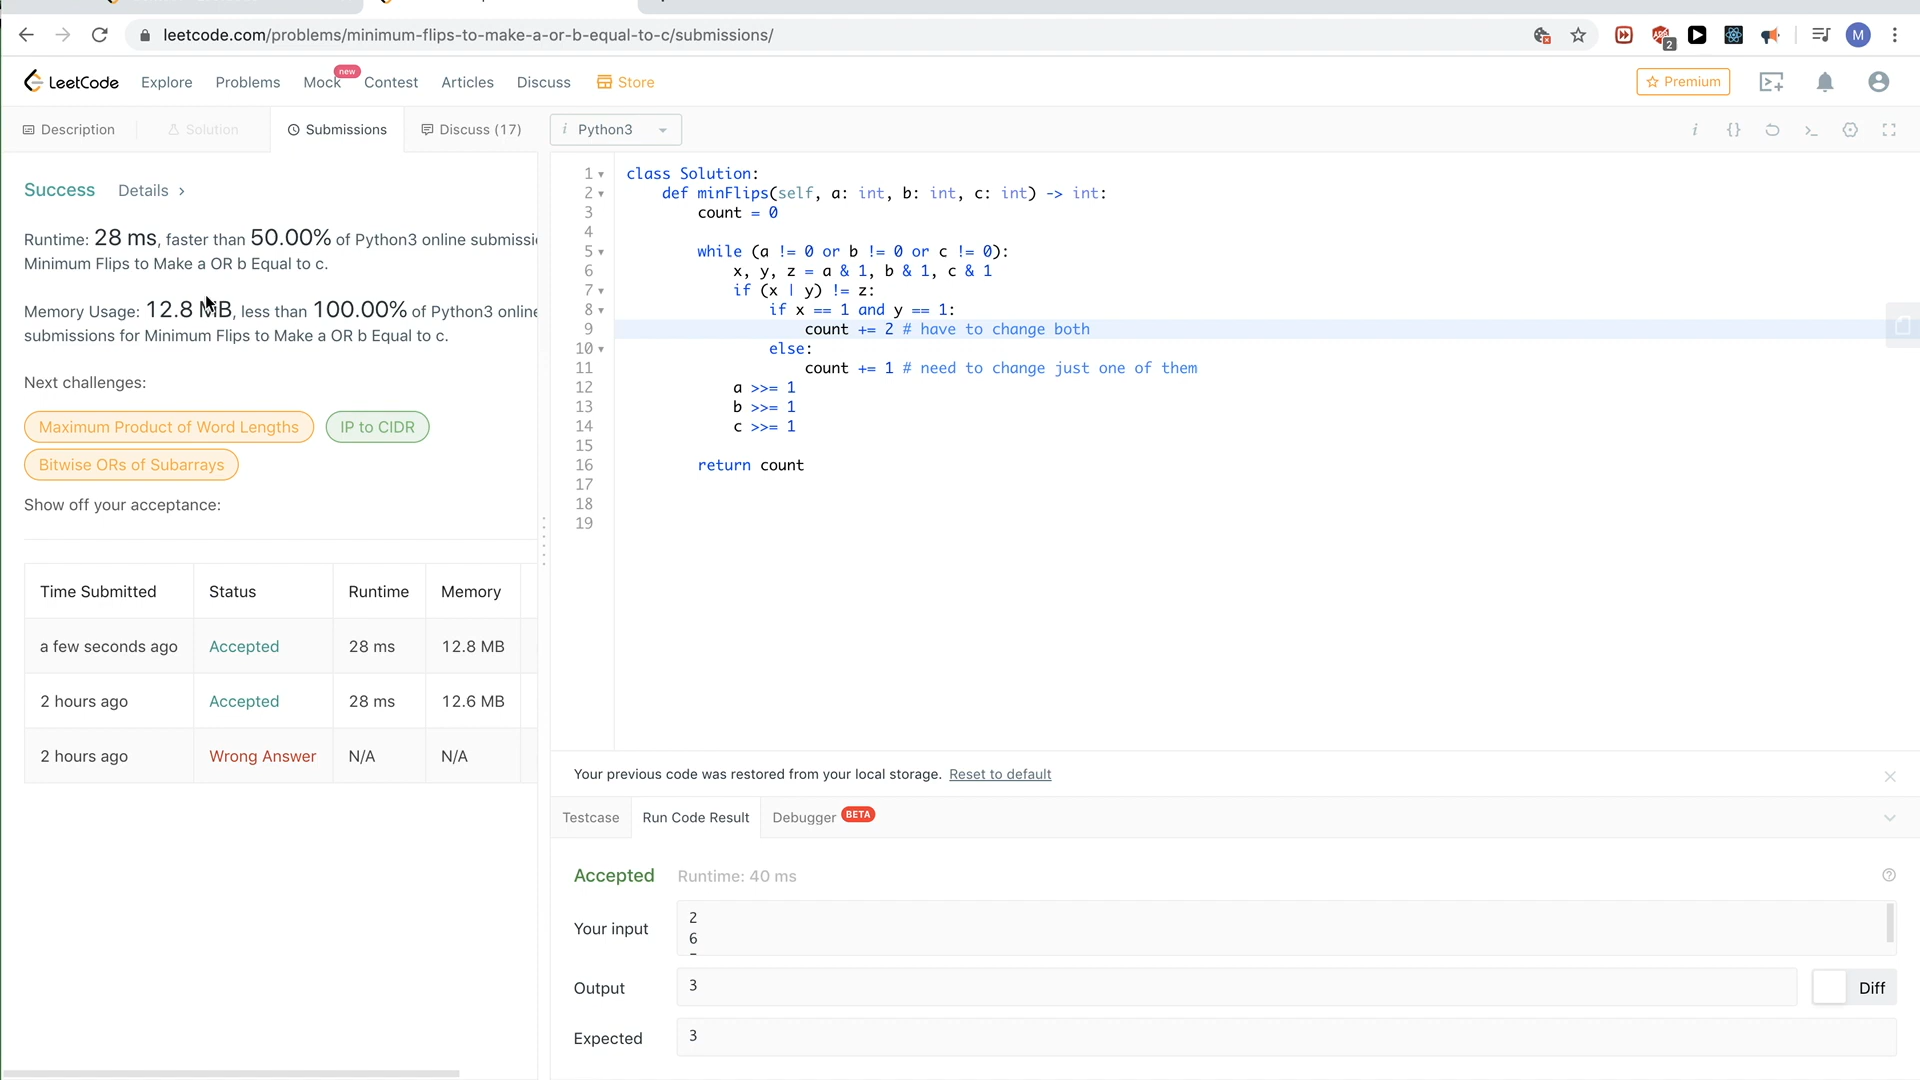 leetcode.com/problems/minimum-flips-to-make-a-or-b-equal-to-c/submissions/
2
M
LeetCode
Explore
Problems
Mock
new
Contest
Articles
Discuss
Store
Premium
Description
Solution
Submissions
Discuss (17)
i Python3
i {} >_
Success Details >
Runtime: 28 ms, faster than 50.00% of Python3 online
Minimum Flips to Make a OR b Equal to c.
Memory Usage: 12.8 MB, less than 100.00% of Python3 online
submissions for Minimum Flips to Make a OR b Equal to c.
Next challenges:
Maximum Product of Word Lengths
IP to CIDR
Bitwise ORs of Subarrays
Show off your acceptance:
Time Submitted Status Runtime Memory
a few seconds ago Accepted 28 ms 12.8 MB
2 hours ago Accepted 28 ms 12.6 MB
2 hours ago Wrong Answer N/A N/A
1 class Solution:
2 def minFlips(self, a: int, b: int, c: int) -> int:
3 count = 0
4
5 while (a != 0 or b != 0 or c != 0):
6 x, y, z = a & 1, b & 1, c & 1
7 if (x | y) != z:
8 if x == 1 and y == 1:
9 count += 2 # have to change both
10 else:
11 count += 1 # need to change just one of them
12 a >>= 1
13 b >>= 1
14 c >>= 1
15
16 return count
17
18
19
Your previous code was restored from your local storage. Reset to default
Testcase
Run Code Result
Debugger
BETA
Accepted Runtime: 40 ms
Your input
2
6
Output
3
Diff
Expected
3